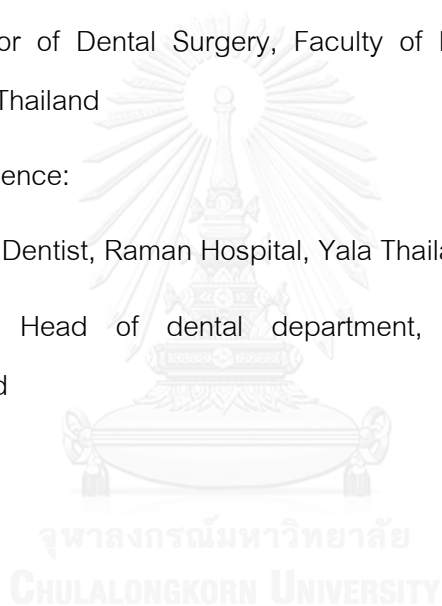 or of Dental Surgery, Faculty of
Thailand
ence:
Dentist, Raman Hospital, Yala
Head of dental department,
d
จุฬาลงกรณ์มหาวิทยาลัย
CHULALONGKORN UNIVERSITY